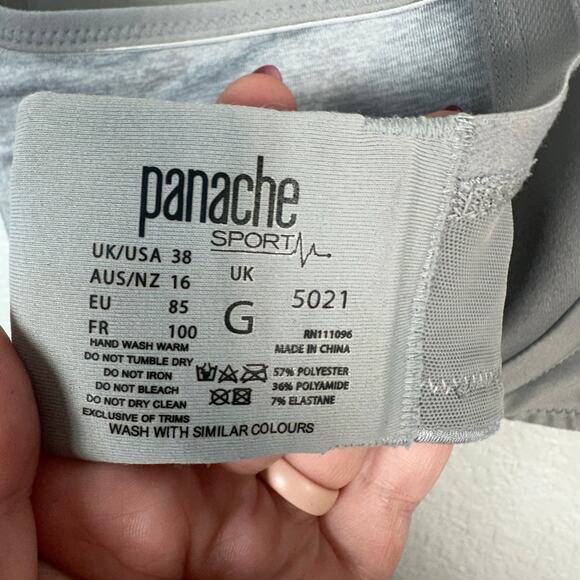 panache
SPORT
UK/USA 38
AUS/NZ 16
EU 85
FR 100
UK
G
5021
RN111096
MADE IN CHINA
HAND WASH WARM
DO NOT TUMBLE DRY
DO NOT IRON
DO NOT BLEACH
DO NOT DRY CLEAN
EXCLUSIVE OF TRIMS
57% POLYESTER
36% POLYAMIDE
7% ELASTANE
WASH WITH SIMILAR COLOURS